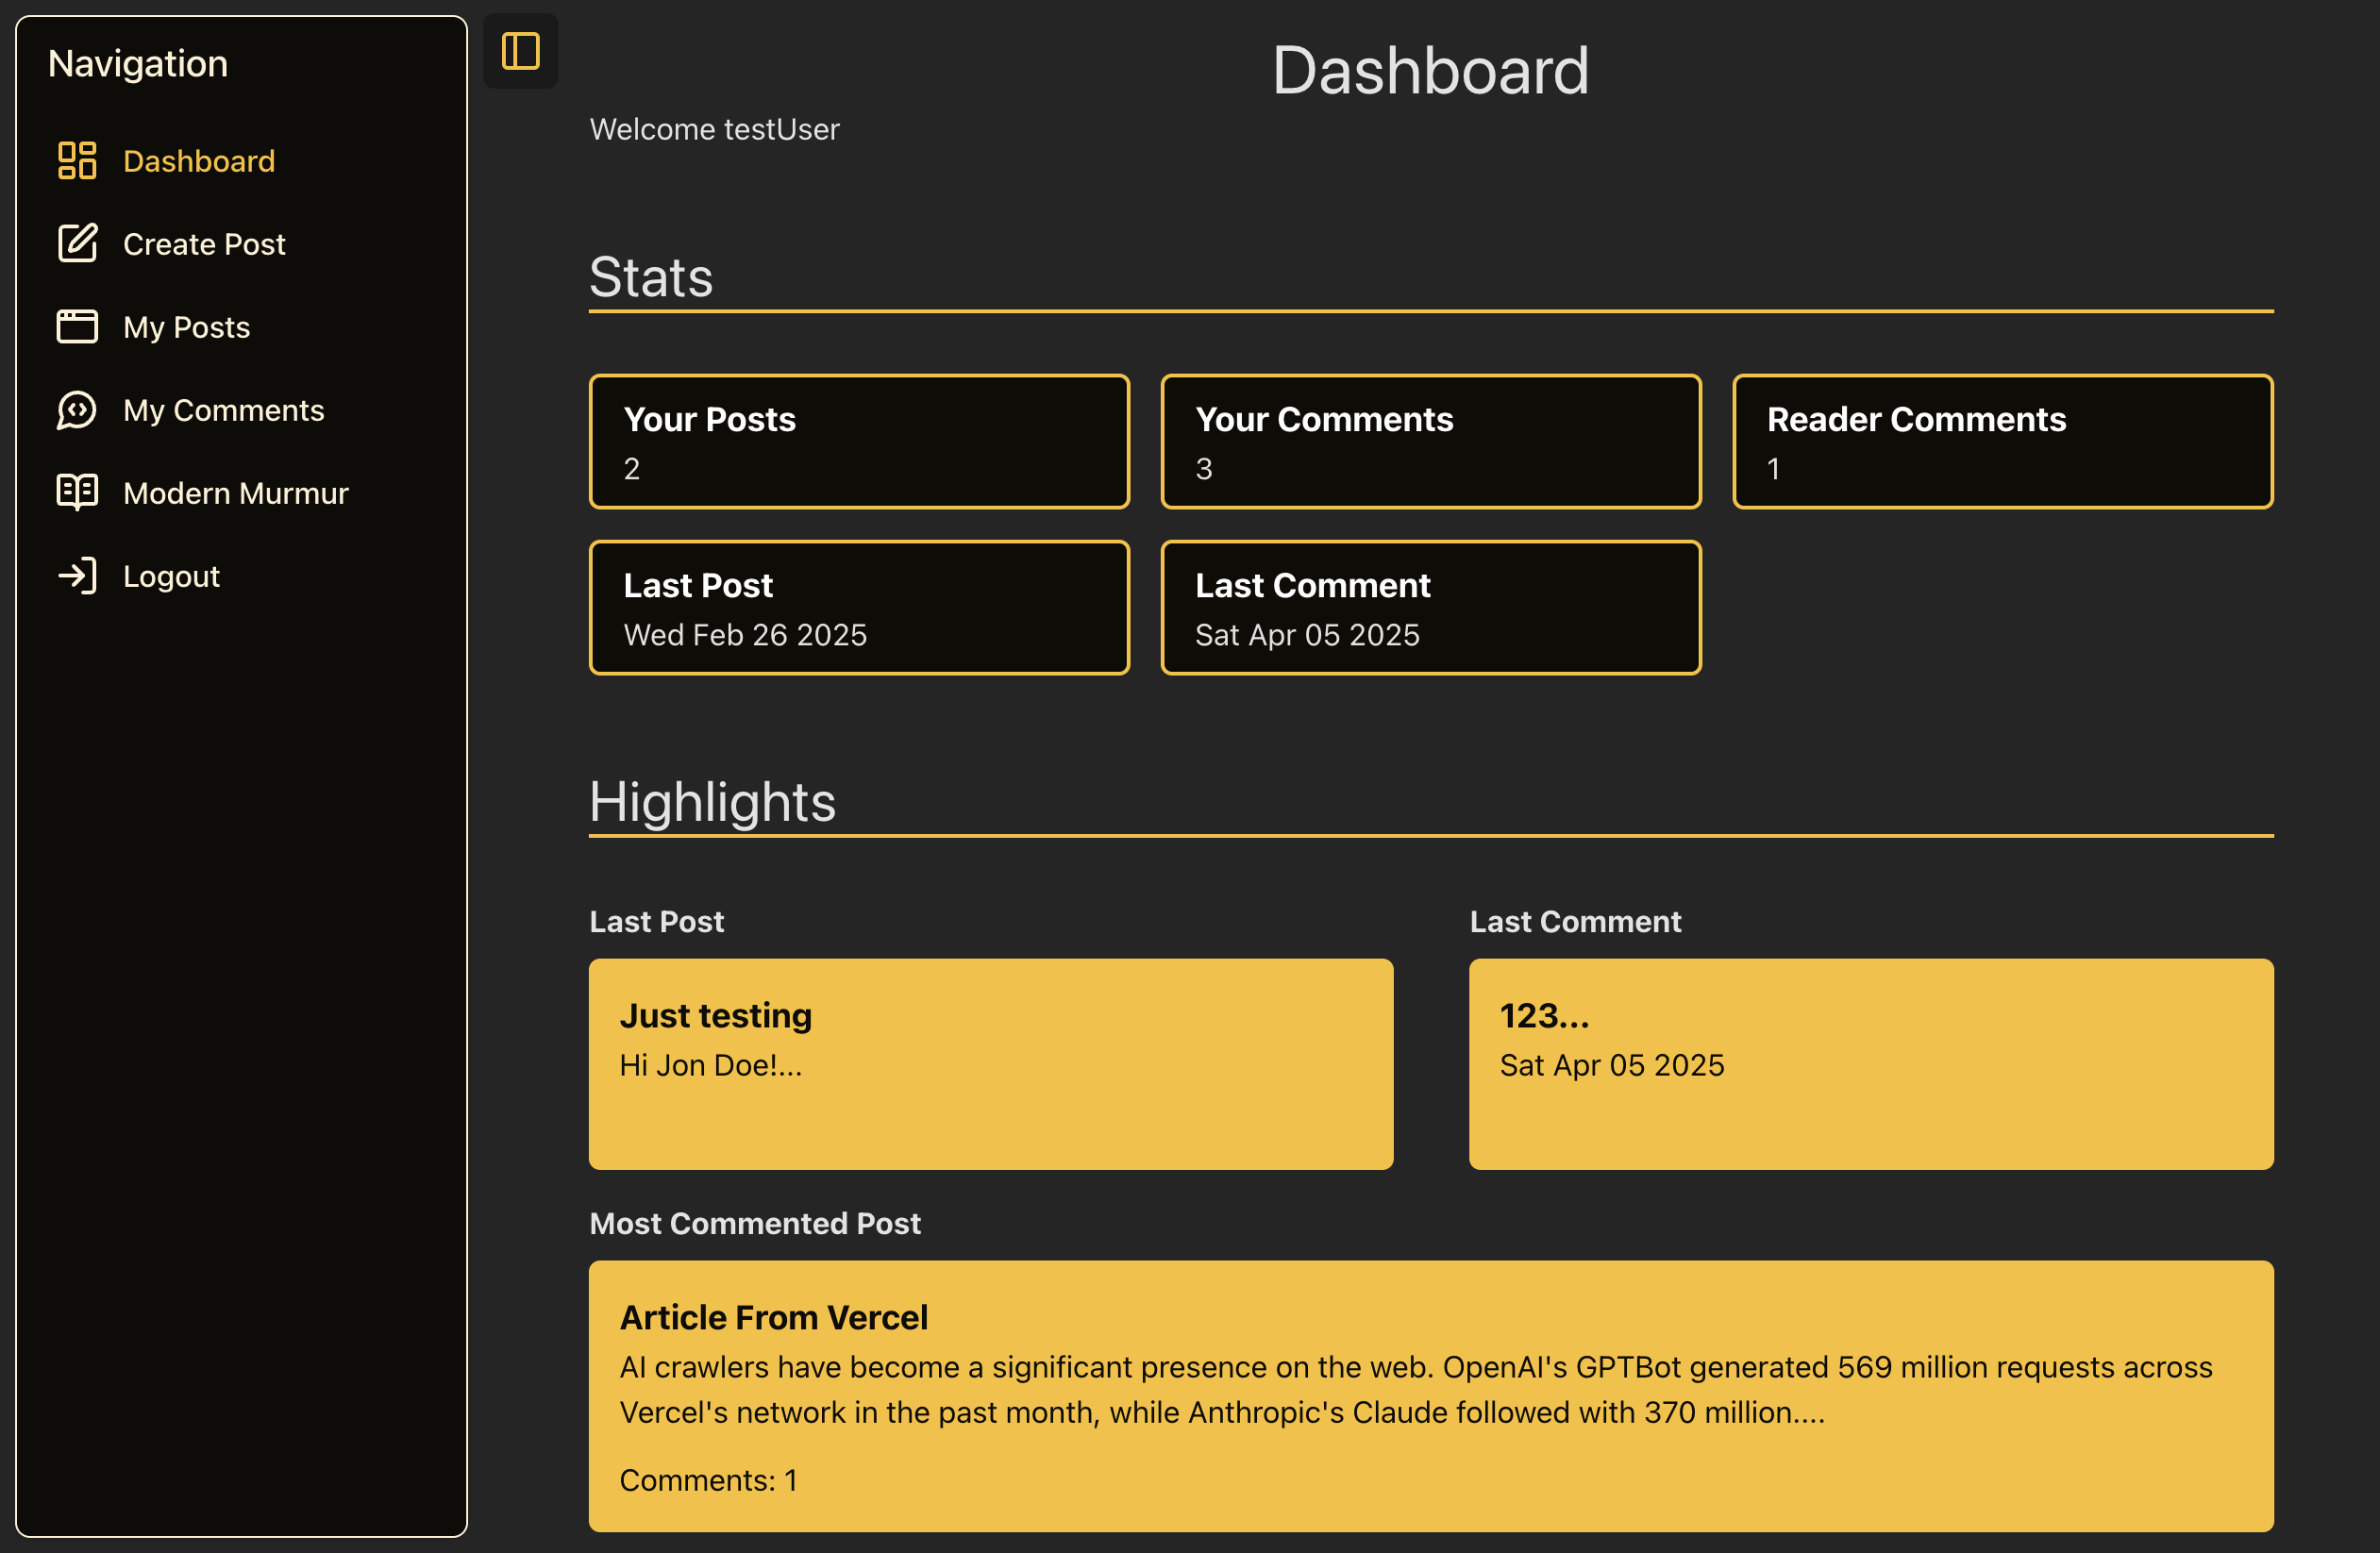 Navigation
Dashboard
Create Post
My Posts
My Comments
Modern Murmur
Logout
Dashboard
Welcome testUser
Stats
Your Posts
2
Your Comments
3
Reader Comments
1
Last Post
Wed Feb 26 2025
Last Comment
Sat Apr 05 2025
Highlights
Last Post
Just testing
Hi Jon Doe!...
Last Comment
123...
Sat Apr 05 2025
Most Commented Post
Article From Vercel
AI crawlers have become a significant presence on the web. OpenAI's GPTBot generated 569 million requests across
Vercel's network in the past month, while Anthropic's Claude followed with 370 million....
Comments: 1